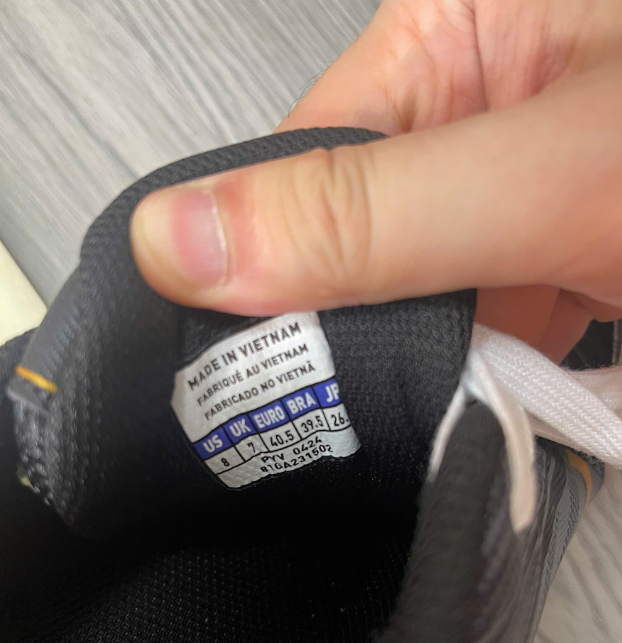 MADE IN VIETNAM
FABRIQUÉ AU VIETNAM
FABRICADO NO VIETNÃ
US UK EURO BRA JP
8 7 40.5 39.5 26.
PYV 0424
81GA231502